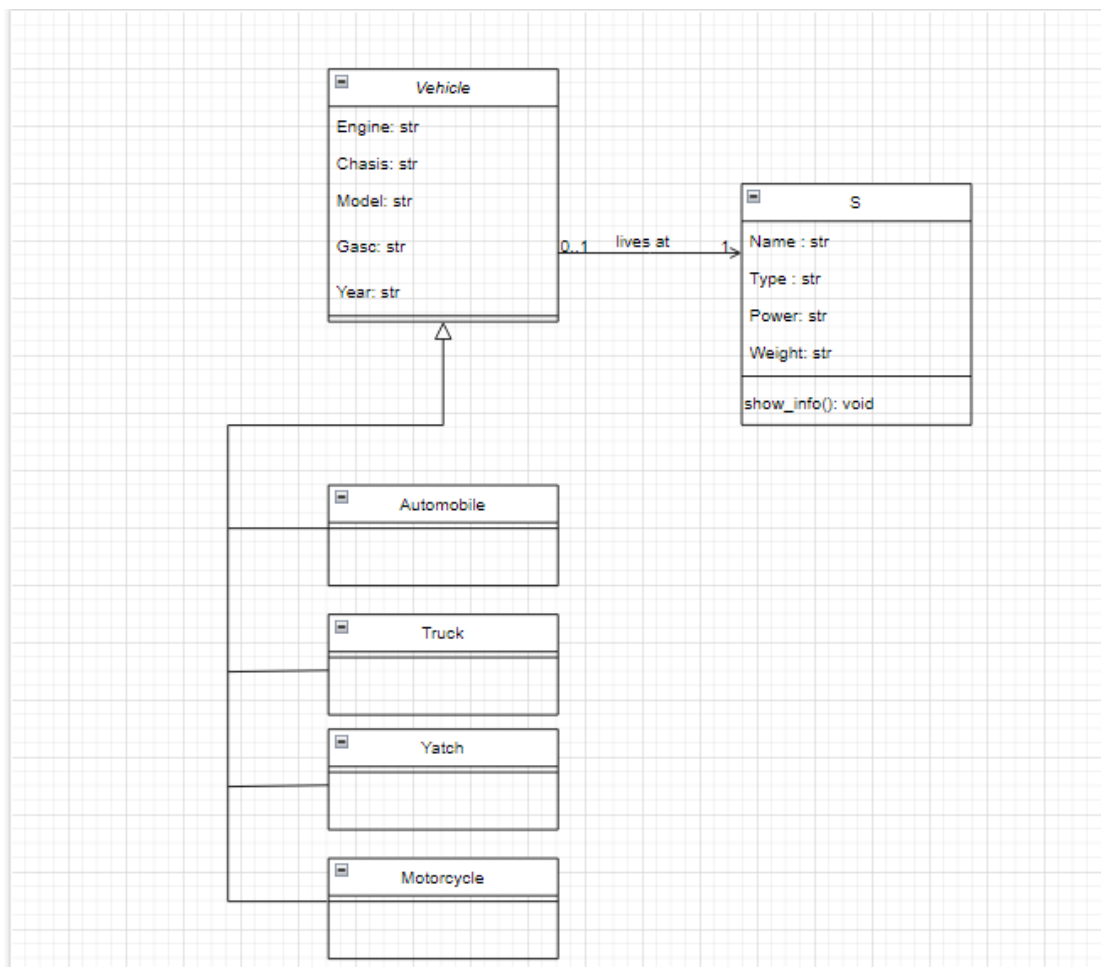 Vehicle
Engine: str
Chasis: str
Model: str
Gasc: str
Year: str
0..1
lives at
1
S
Name : str
Type : str
Power: str
Weight: str
show_info(): void
Automobile
Truck
Yatch
Motorcycle